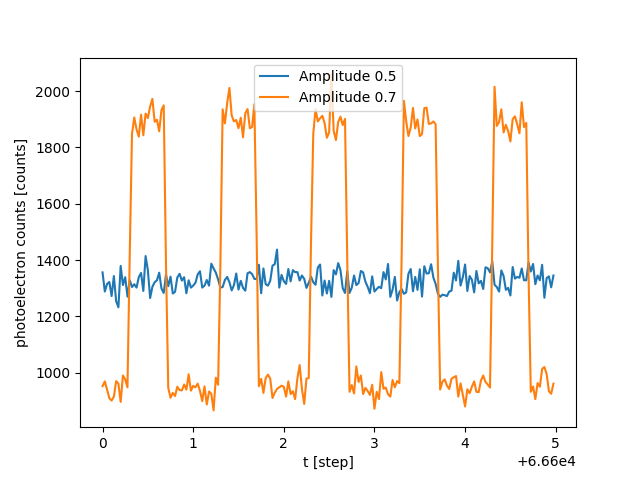 Amplitude 0.5
Amplitude 0.7
photoelectron counts [counts]
2000
1800
1600
1400
1200
1000
0 1 2 3 4 5
t [step]
+6.66e4